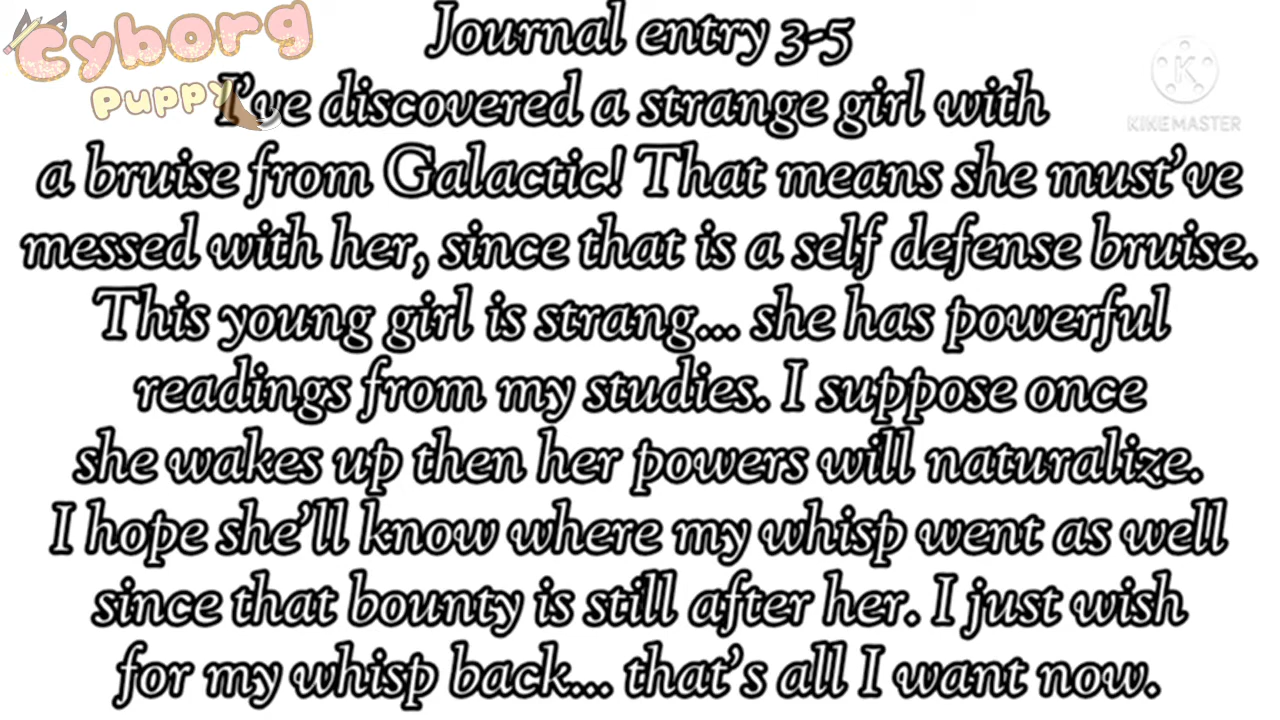 Cyborg
puppy
Journal entry 3-5
I've discovered a strange girl with
a bruise from Galactic! That means she must've
messed with her, since that is a self defense bruise.
This young girl is strang... she has powerful
readings from my studies. I suppose once
she wakes up then her powers will naturalize.
I hope she'll know where my whisp went as well
since that bounty is still after her. I just wish
for my whisp back... that's all I want now.
K
KINEMASTER